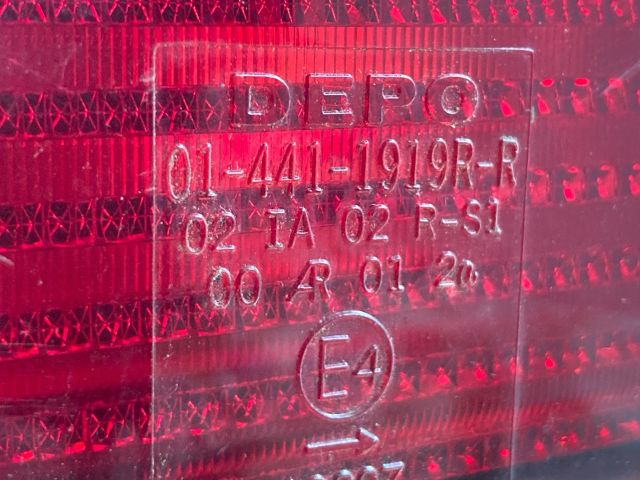 DEPO
01-441-1919R-R
02 IA 02 R-S1
00 AR 01 2a
E4
→